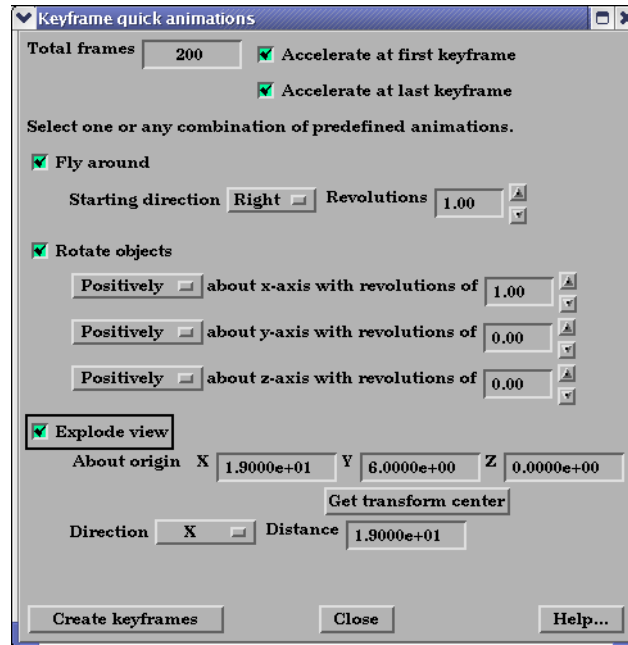 Keyframe quick animations
Total frames 200 Accelerate at first keyframe
Accelerate at last keyframe
Select one or any combination of predefined animations.
Fly around
Starting direction Right Revolutions 1.00
Rotate objects
Positively about x-axis with revolutions of 1.00
Positively about y-axis with revolutions of 0.00
Positively about z-axis with revolutions of 0.00
Explode view
About origin X 1.9000e+01 Y 6.0000e+00 Z 0.0000e+00
Get transform center
Direction X Distance 1.9000e+01
Create keyframes Close Help...